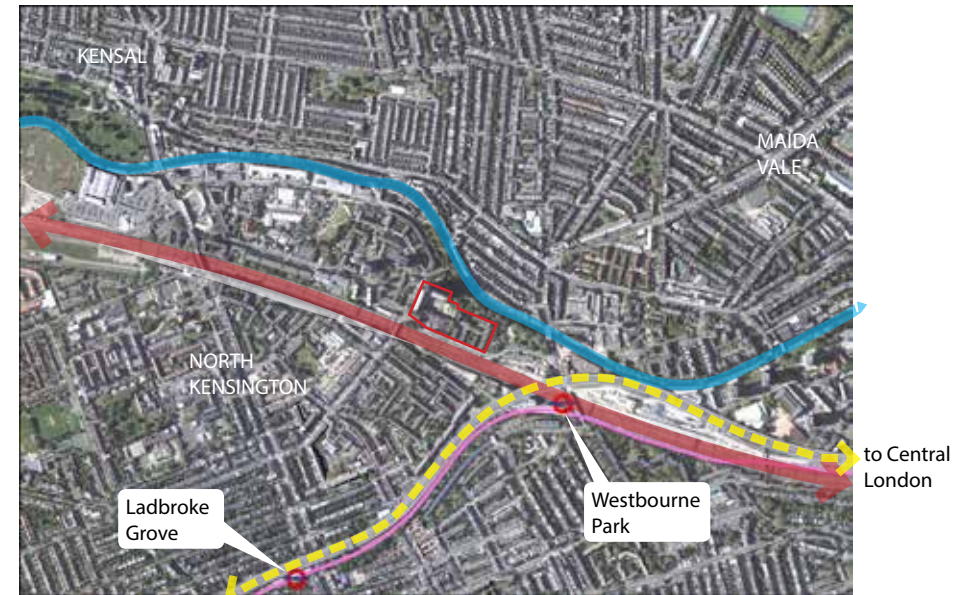 KENSAL
MAIDA
VALE
NORTH
KENSINGTON
to Central
London
Westbourne
Park
Ladbroke
Grove